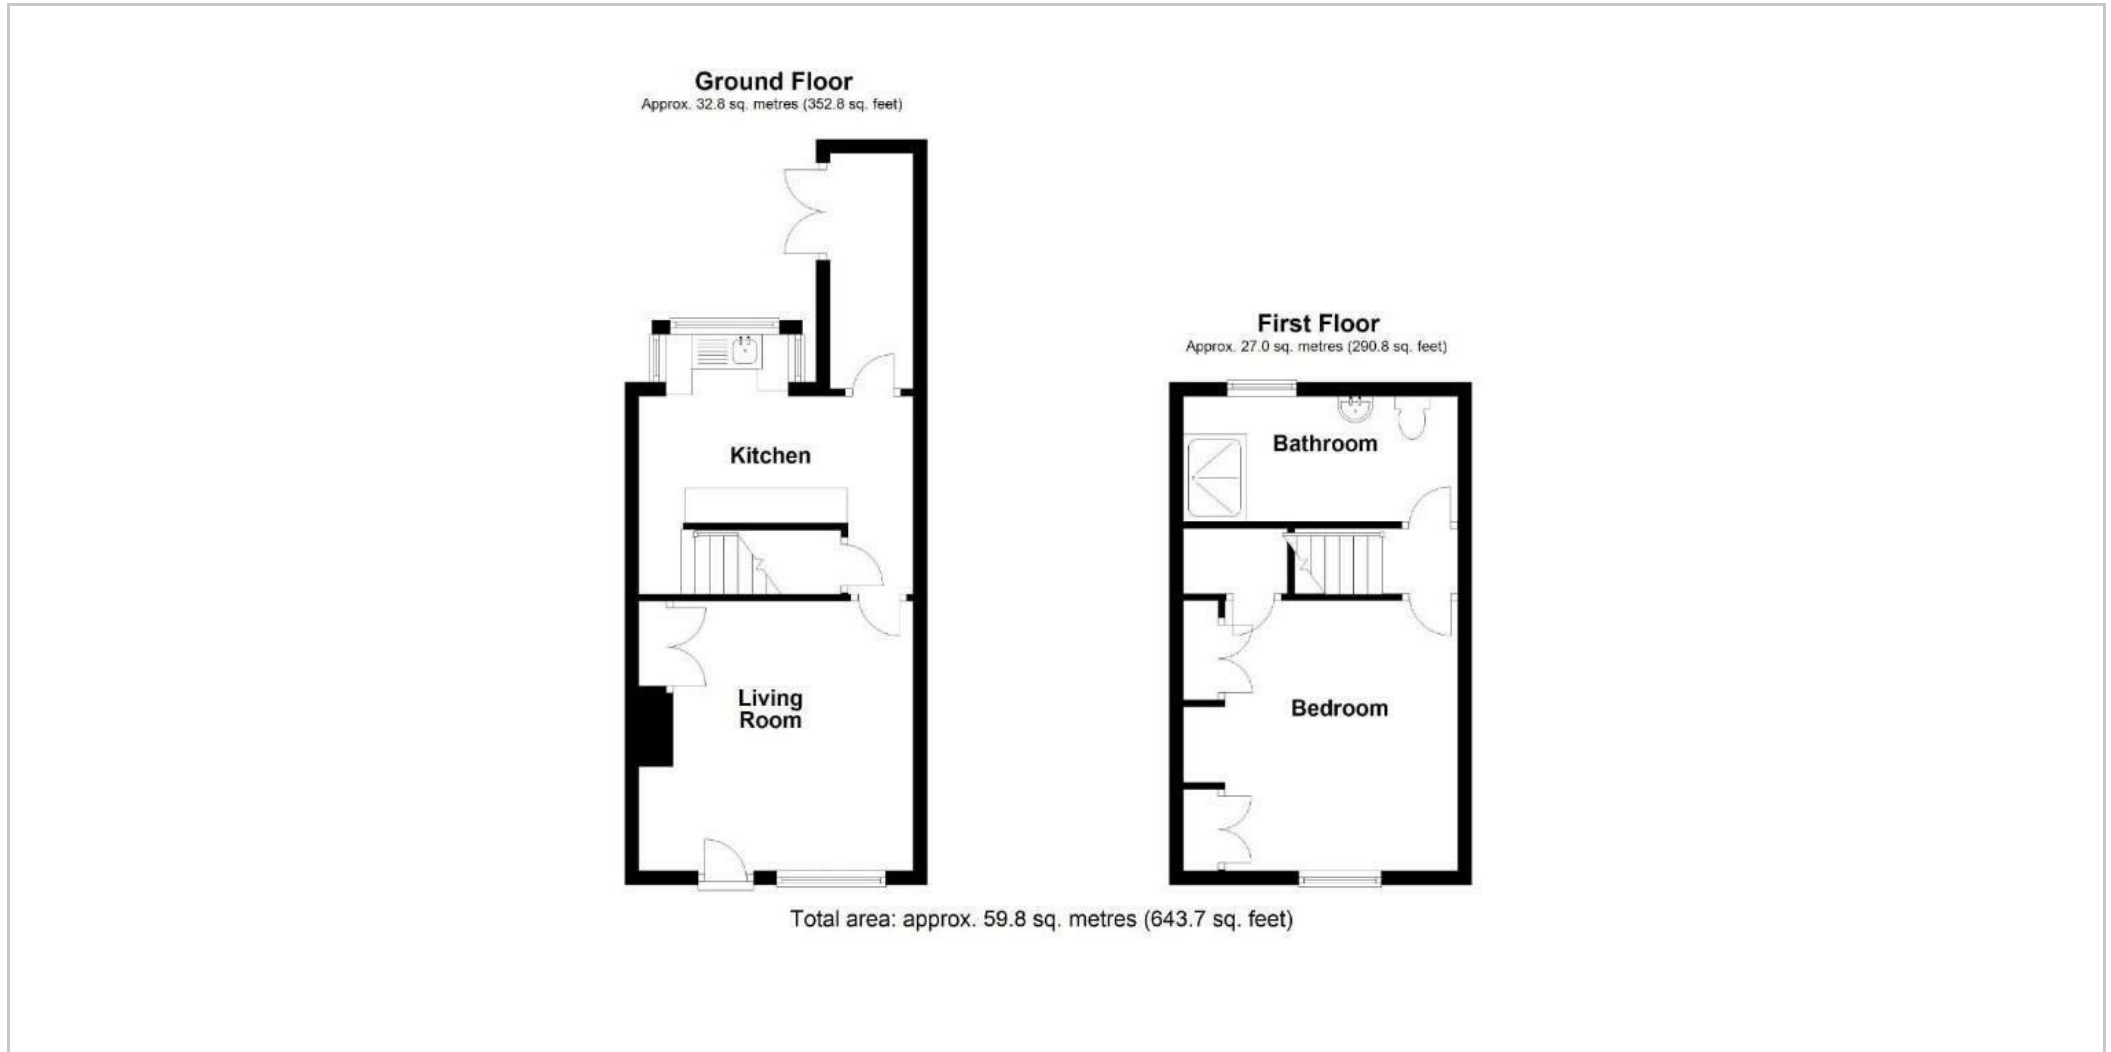 Ground Floor
Approx. 32.8 sq. metres (352.8 sq. feet)
Kitchen
Living
Room
First Floor
Approx. 27.0 sq. metres (290.8 sq. feet)
Bathroom
Bedroom
Total area: approx. 59.8 sq. metres (643.7 sq. feet)